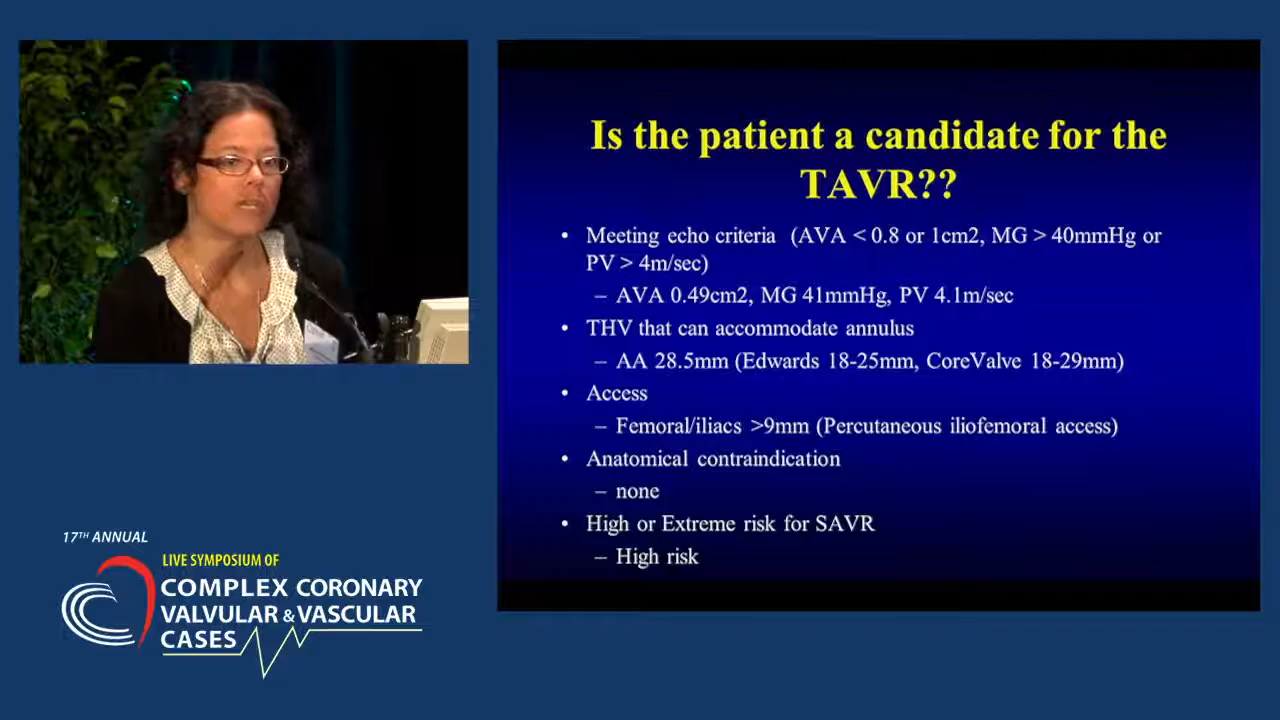 Is the patient a candidate for the
TAVR??
• Meeting echo criteria (AVA < 0.8 or 1cm2, MG > 40mmHg or
PV > 4m/sec)
– AVA 0.49cm2, MG 41mmHg, PV 4.1m/sec
• THV that can accommodate annulus
– AA 28.5mm (Edwards 18-25mm, CoreValve 18-29mm)
• Access
– Femoral/iliacs >9mm (Percutaneous iliofemoral access)
• Anatomical contraindication
– none
• High or Extreme risk for SAVR
– High risk
17TH ANNUAL
LIVE SYMPOSIUM OF
COMPLEX CORONARY
VALVULAR & VASCULAR
CASES